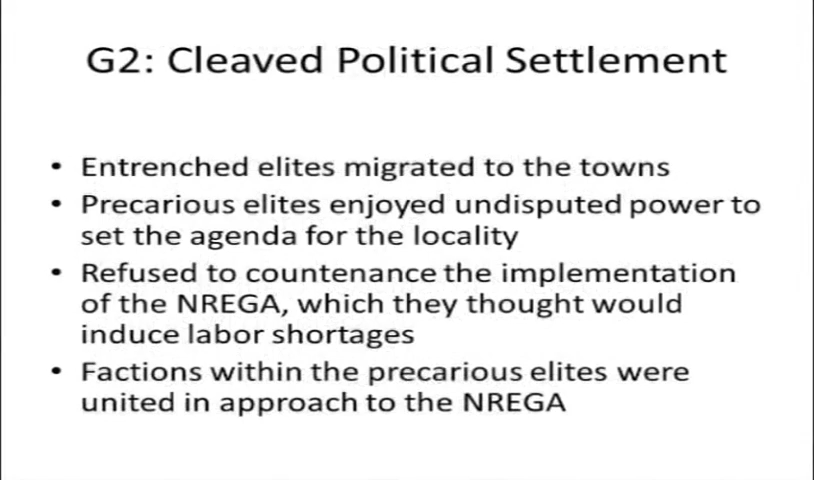 G2: Cleaved Political Settlement
• Entrenched elites migrated to the towns
• Precarious elites enjoyed undisputed power to
set the agenda for the locality
• Refused to countenance the implementation
of the NREGA, which they thought would
induce labor shortages
• Factions within the precarious elites were
united in approach to the NREGA